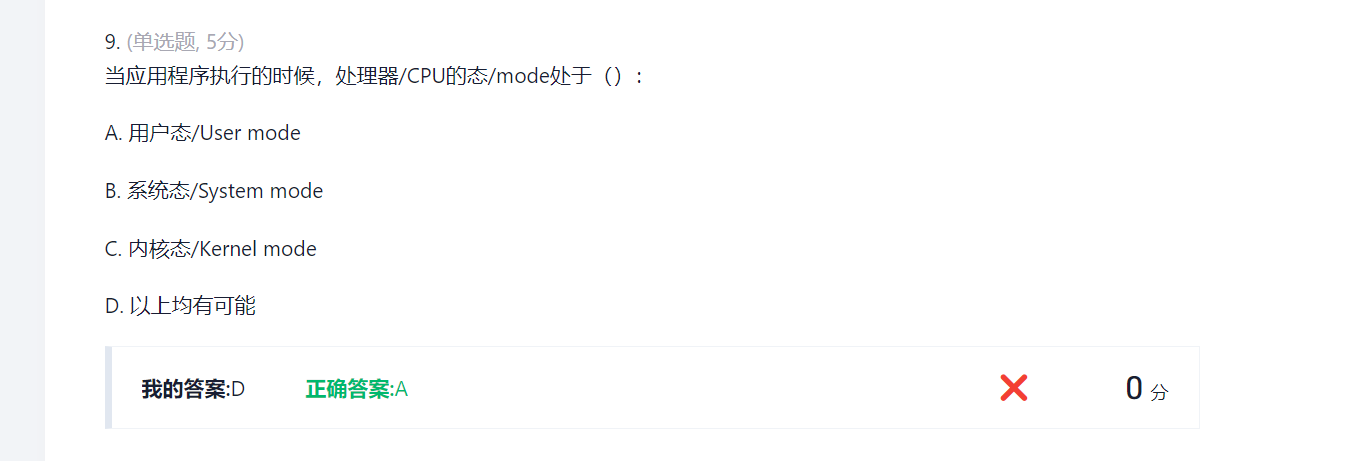 9. (单选题, 5分)
当应用程序执行的时候，处理器/CPU的态/mode处于（）：
A. 用户态/User mode
B. 系统态/System mode
C. 内核态/Kernel mode
D. 以上均有可能
我的答案:D 正确答案:A 0 分